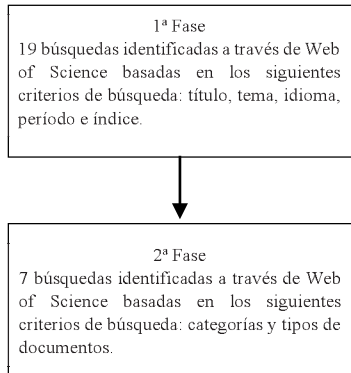 1ª Fase
19 búsquedas identificadas a través de Web
of Science basadas en los siguientes
criterios de búsqueda: título, tema, idioma,
período e índice.
2ª Fase
7 búsquedas identificadas a través de Web
of Science basadas en los siguientes
criterios de búsqueda: categorías y tipos de
documentos.